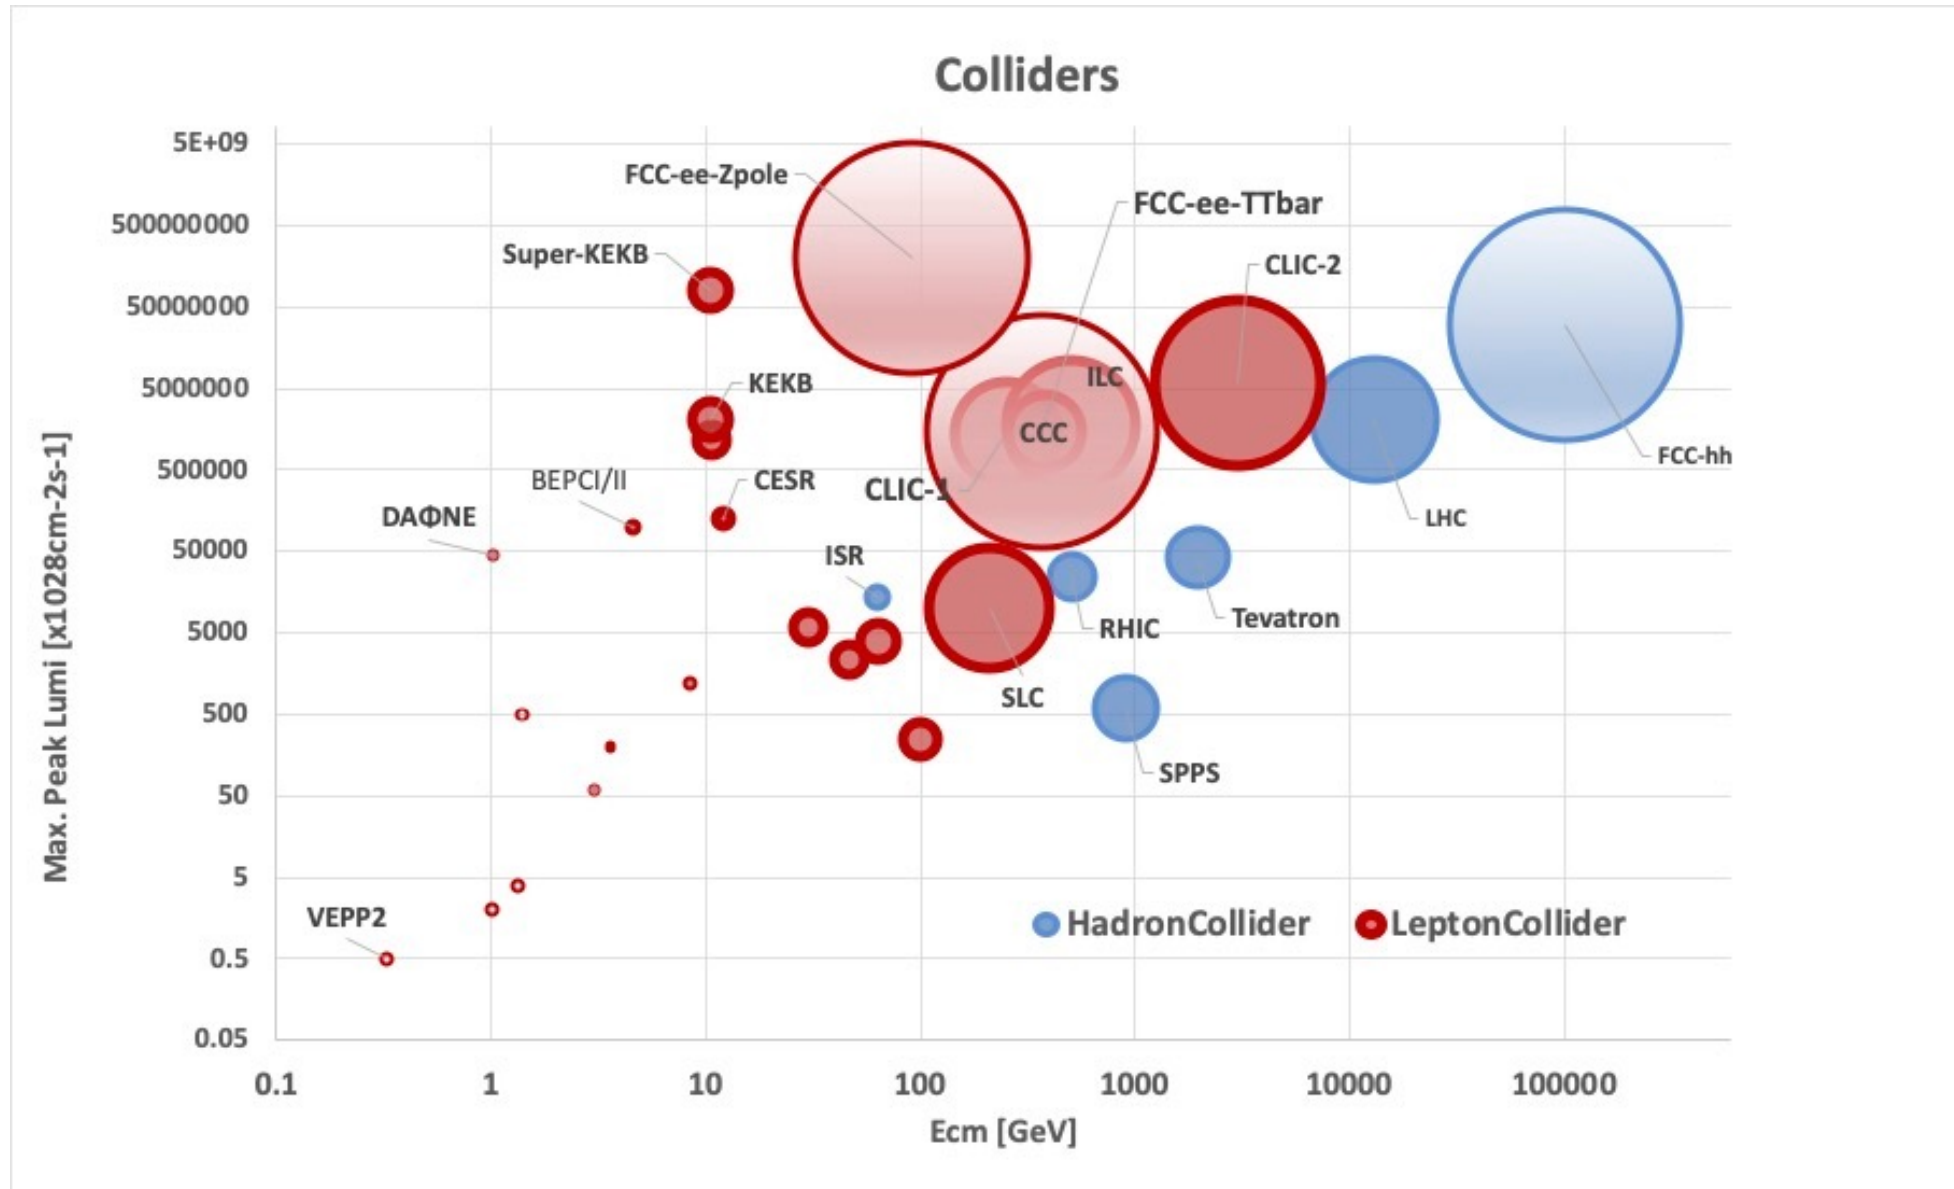 Colliders
5E+09
5000000000
50000000
5000000
500000
50000
5000
500
50
5
0.5
0.05
Max. Peak Lumi [x1028cm-2s-1]
FCC-ee-Zpole
FCC-ee-TTbar
Super-KEKB
CLIC-2
KEKB
ILC
CCC
FCC-hh
BEPCI/II
CESR
CLIC-1
DAΦNE
LHC
ISR
Tevatron
RHIC
SLC
SPPS
VEPP2
HadronCollider
LeptonCollider
0.1
1
10
100
1000
10000
100000
Ecm [GeV]